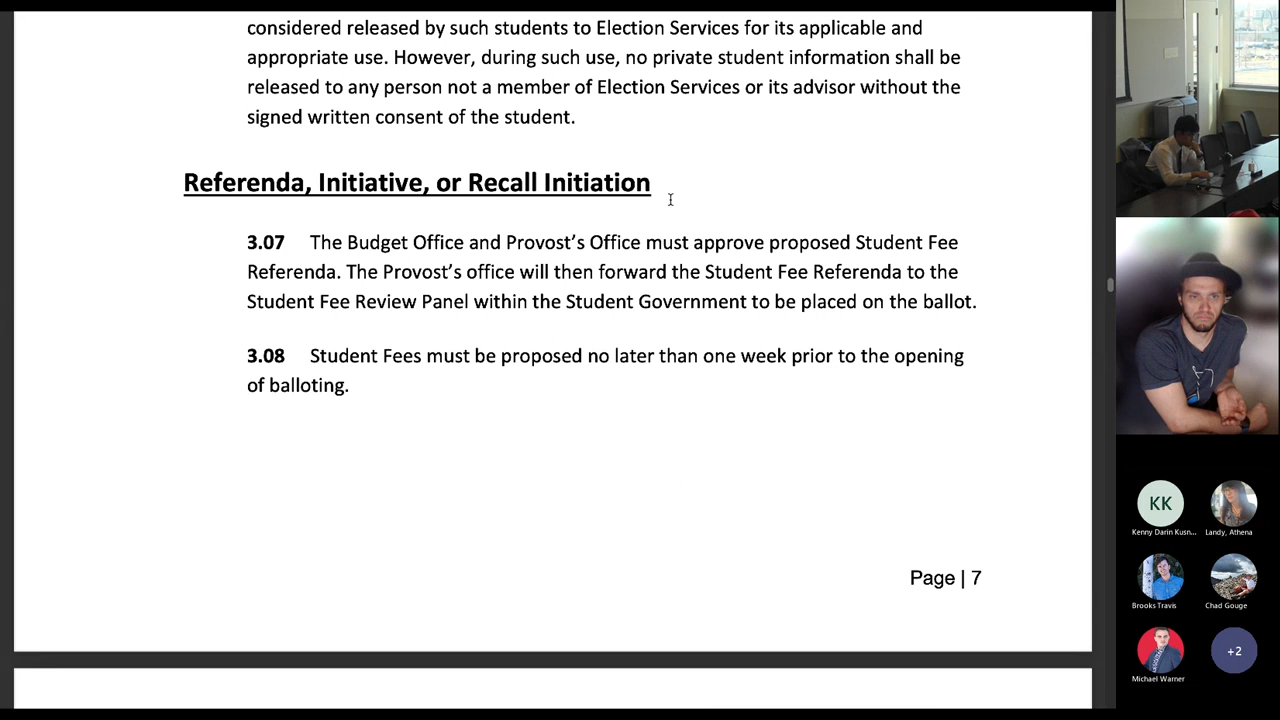 considered released by such students to Election Services for its applicable and
appropriate use. However, during such use, no private student information shall be
released to any person not a member of Election Services or its advisor without the
signed written consent of the student.
Referenda, Initiative, or Recall Initiation
3.07 The Budget Office and Provost’s Office must approve proposed Student Fee
Referenda. The Provost’s office will then forward the Student Fee Referenda to the
Student Fee Review Panel within the Student Government to be placed on the ballot.
3.08 Student Fees must be proposed no later than one week prior to the opening
of balloting.
Page | 7
KK
Kenny Darin Kusn...
Landy, Athena
Brooks Travis
Chad Gouge
Michael Warner
+2